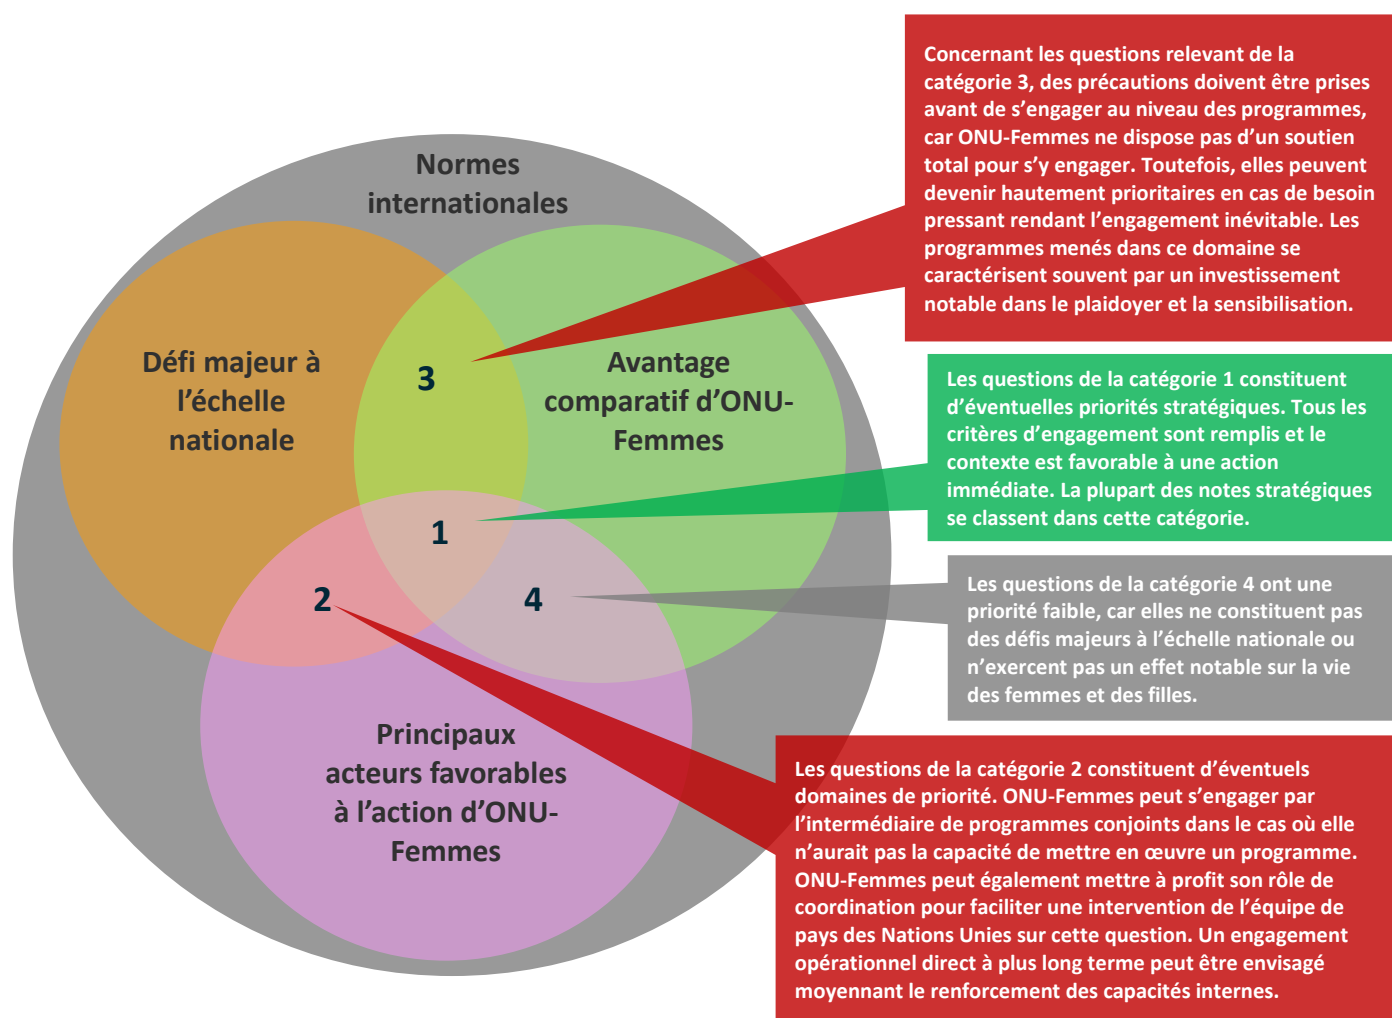 Normes
internationales
Défi majeur à
l’échelle
nationale
3
Avantage
comparatif d’ONU-
Femmes
1
2
4
Principaux
acteurs favorables
à l’action d’ONU-
Femmes
Concernant les questions relevant de la
catégorie 3, des précautions doivent être prises
avant de s’engager au niveau des programmes,
car ONU-Femmes ne dispose pas d’un soutien
total pour s’y engager. Toutefois, elles peuvent
devenir hautement prioritaires en cas de besoin
pressant rendant l’engagement inévitable. Les
programmes menés dans ce domaine se
caractérisent souvent par un investissement
notable dans le plaidoyer et la sensibilisation.
Les questions de la catégorie 1 constituent
d’éventuelles priorités stratégiques. Tous les
critères d’engagement sont remplis et le
contexte est favorable à une action
immédiate. La plupart des notes stratégiques
se classent dans cette catégorie.
Les questions de la catégorie 4 ont une
priorité faible, car elles ne constituent pas
des défis majeurs à l’échelle nationale ou
n’exercent pas un effet notable sur la vie
des femmes et des filles.
Les questions de la catégorie 2 constituent d’éventuels
domaines de priorité. ONU-Femmes peut s’engager par
l’intermédiaire de programmes conjoints dans le cas où elle
n’aurait pas la capacité de mettre en œuvre un programme.
ONU-Femmes peut également mettre à profit son rôle de
coordination pour faciliter une intervention de l’équipe de
pays des Nations Unies sur cette question. Un engagement
opérationnel direct à plus long terme peut être envisagé
moyennant le renforcement des capacités internes.